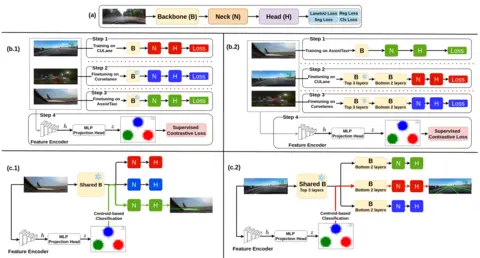 (a)
Backbone (B)
Neck (N)
Head (H)
Laneiou Loss Reg Loss
Seg Loss Cls Loss
(b.1)
Step 1
Training on
CULane
B N H Loss
Step 2
Finetuning on
Curvelanes
B N H Loss
Step 3
Finetuning on
AssistTaxi
B N H Loss
Step 4
Feature Encoder
h
MLP
Projection Head
z
Supervised
Contrastive Loss
(b.2)
Step 1
Training on AssistTaxi
B N H Loss
Step 2
Finetuning on
CULane
B
Top 3 layers
B
Bottom 2 layers
N H Loss
Step 3
Finetuning on
Curvelanes
B
Top 3 layers
B
Bottom 2 layers
N H Loss
Step 4
Feature Encoder
h
MLP
Projection Head
z
Supervised
Contrastive Loss
(c.1)
Shared B
N H
N H
N H
Centroid-based
Classification
Feature Encoder
h
MLP
Projection Head
z
(c.2)
Shared B
Top 3 layers
B
Bottom 2 layers
N H
B
Bottom 2 layers
N H
B
Bottom 2 layers
N H
Centroid-based
Classification
Feature Encoder
h
MLP
Projection Head
z